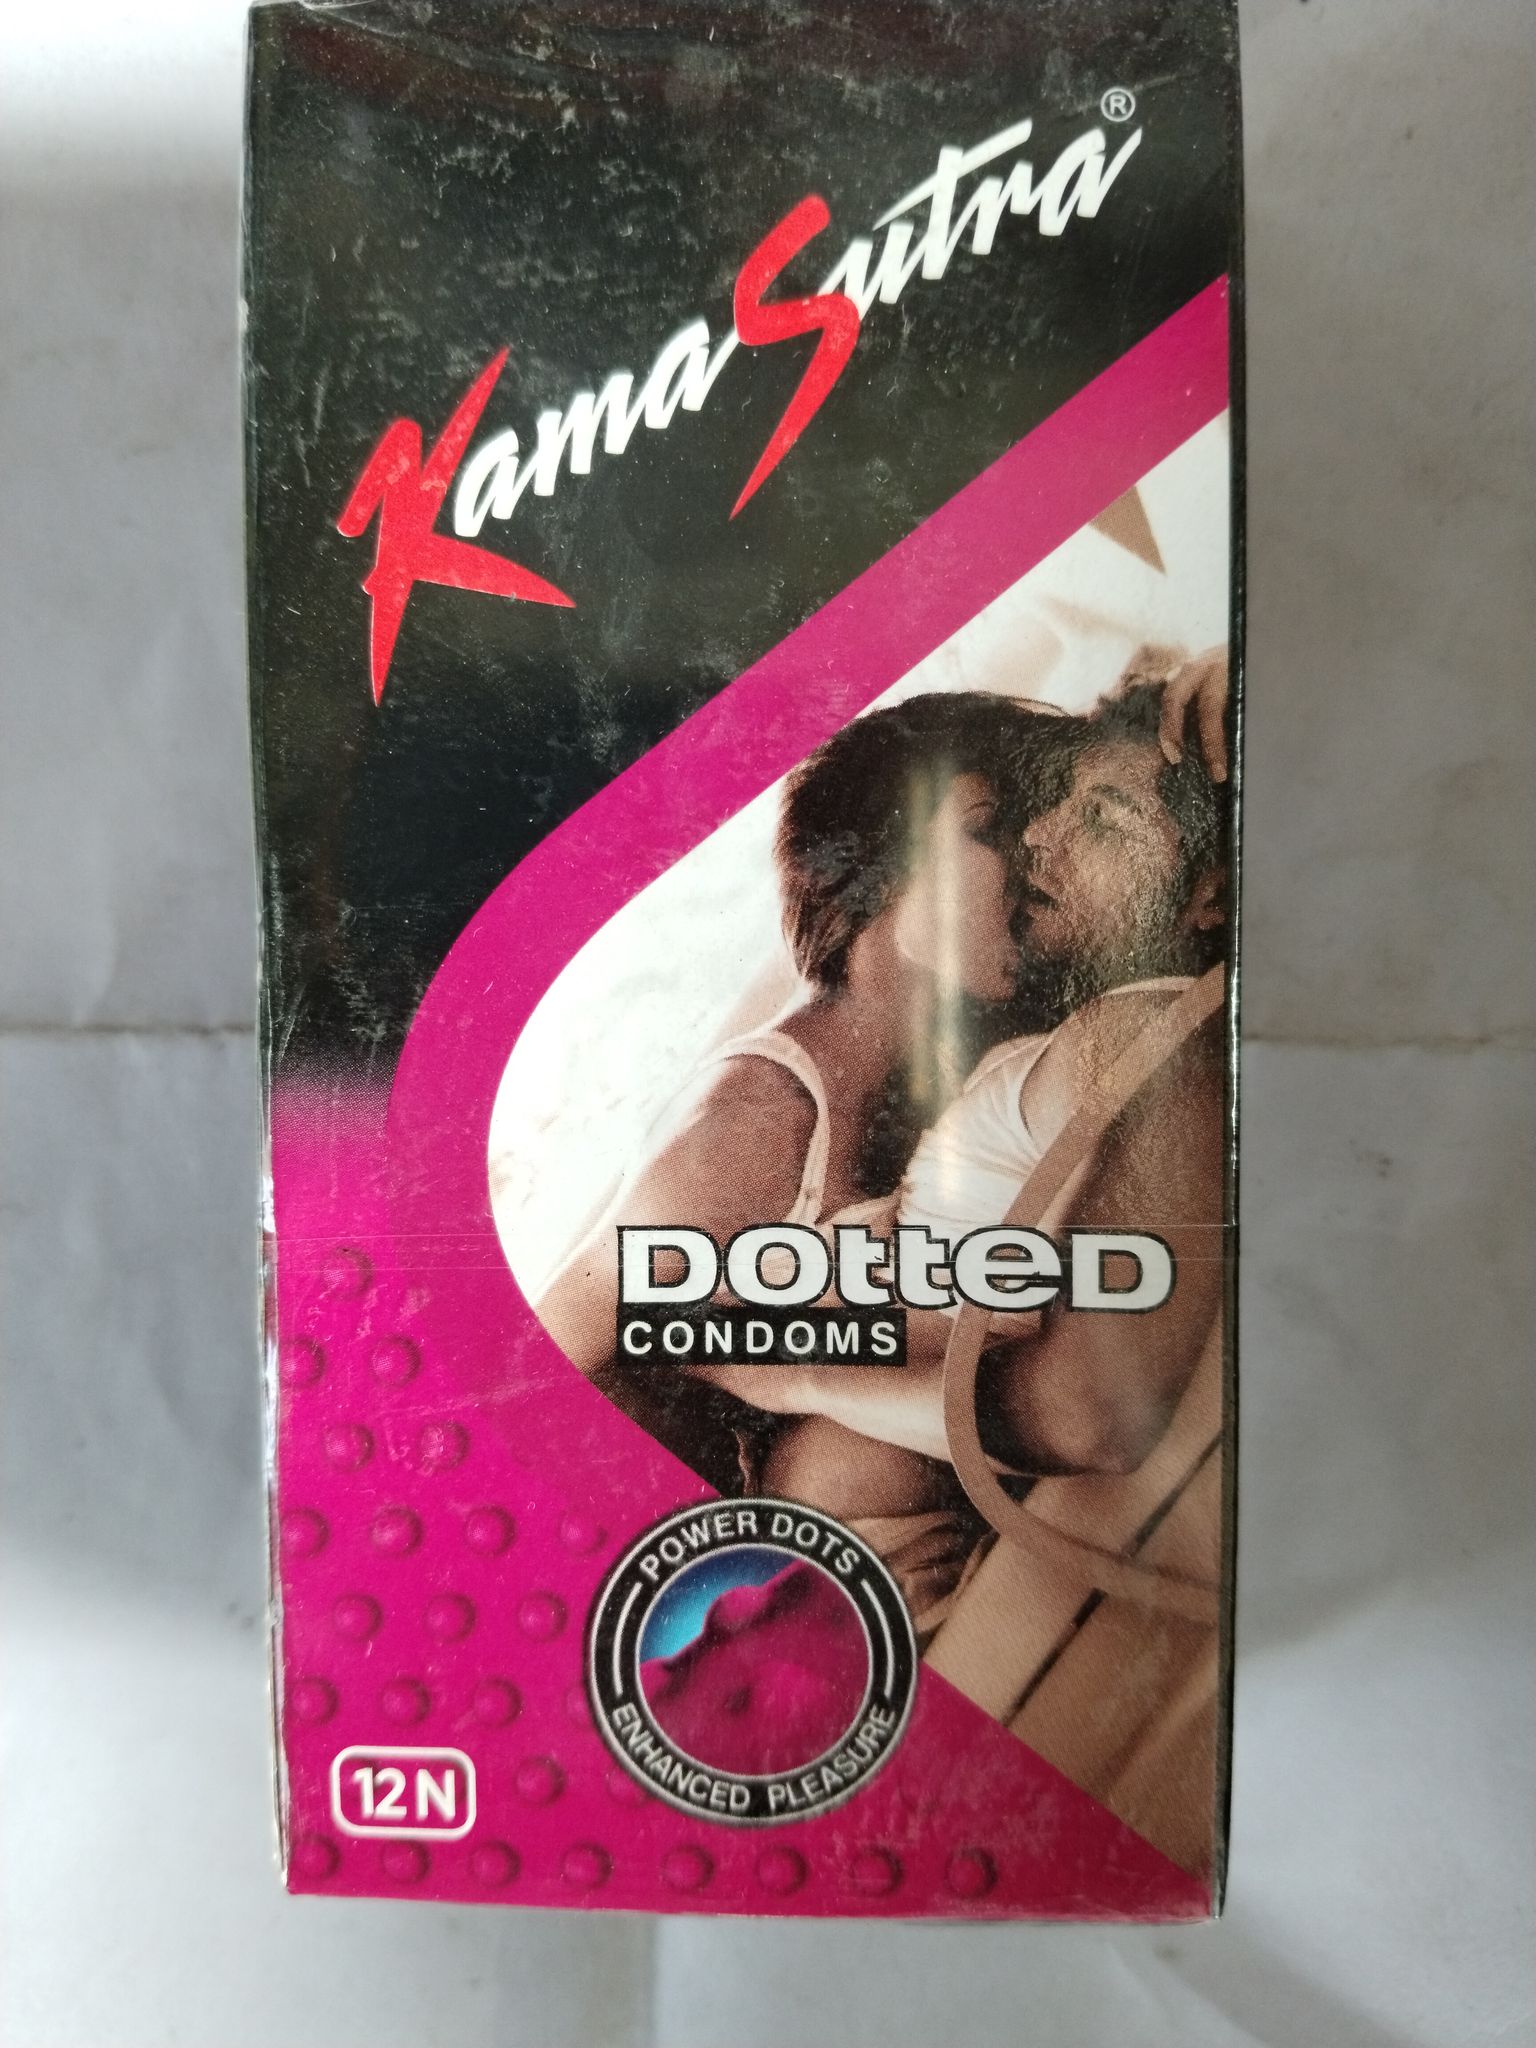 KamaSutra®
DOtteD
CONDOMS
POWER DOTS
ENHANCED PLEASURE
12N